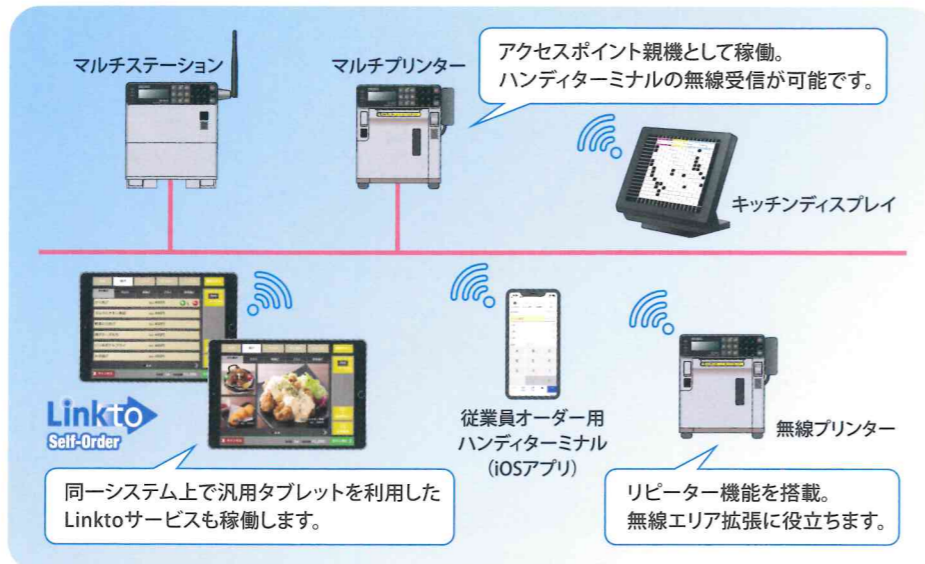 マルチステーション
マルチプリンター
アクセスポイント親機として稼働。
ハンディターミナルの無線受信が可能です。
キッチンディスプレイ
Linkto
Self-Order
従業員オーダー用
ハンディターミナル
（iOSアプリ）
無線プリンター
同一システム上で汎用タブレットを利用した
Linktoサービスも稼働します。
リピーター機能を搭載。
無線エリア拡張に役立ちます。